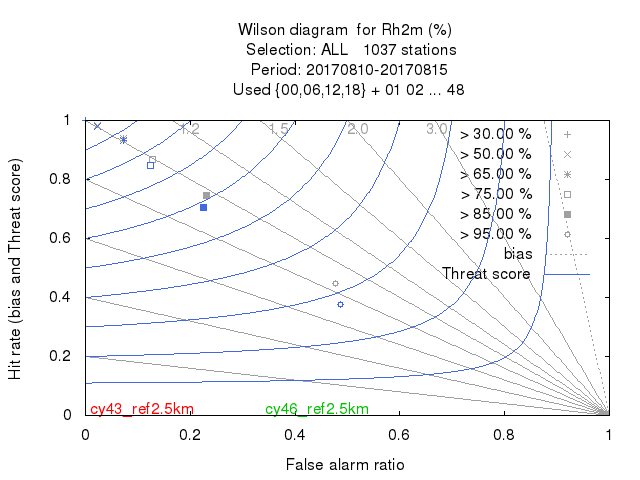 Wilson diagram for Rh2m (%)
Selection: ALL 1037 stations
Period: 20170810-20170815
Used {00,06,12,18} + 01 02 ... 48
Hit rate (bias and Threat score)
1
0.8
0.6
0.4
0.2
0
1.2 1.5 2.0 3.0
> 30.00 %
> 50.00 %
> 65.00 %
> 75.00 %
> 85.00 %
> 95.00 %
bias
Threat score
cy43_ref2.5km cy46_ref2.5km
0 0.2 0.4 0.6 0.8 1
False alarm ratio